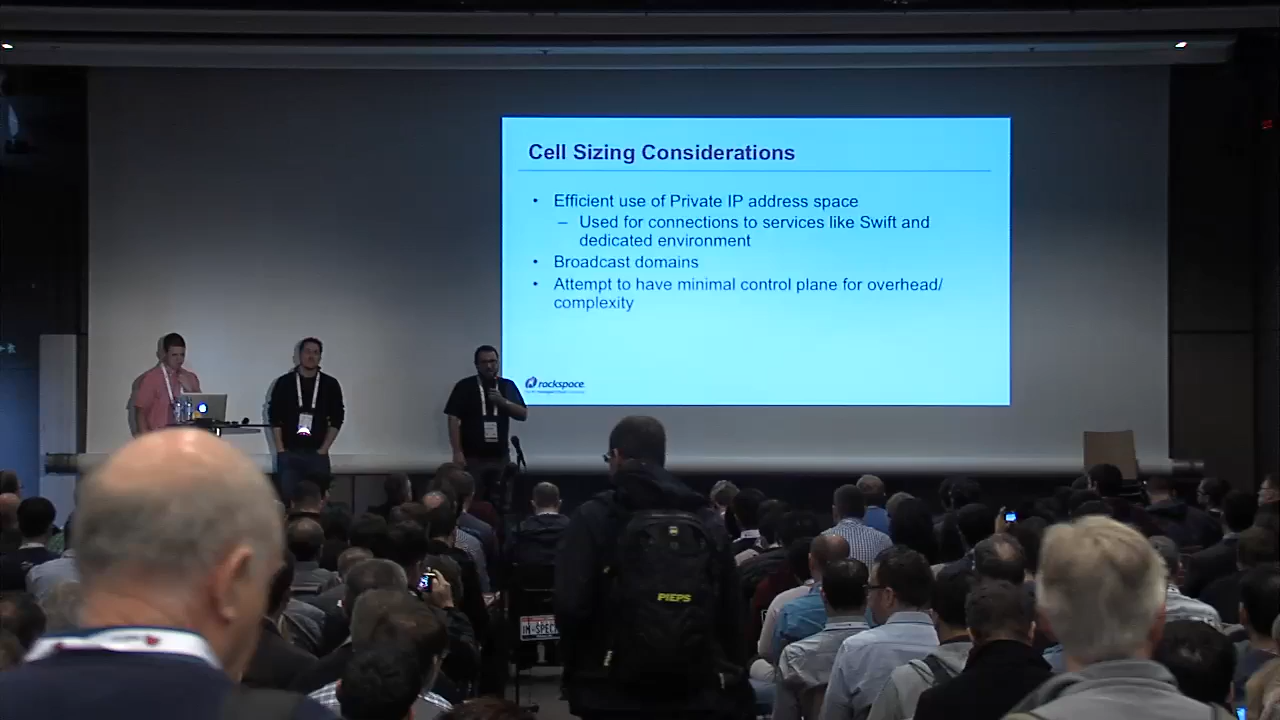 Cell Sizing Considerations
• Efficient use of Private IP address space
– Used for connections to services like Swift and
dedicated environment
• Broadcast domains
• Attempt to have minimal control plane for overhead/
complexity
rockspace
PIEPS